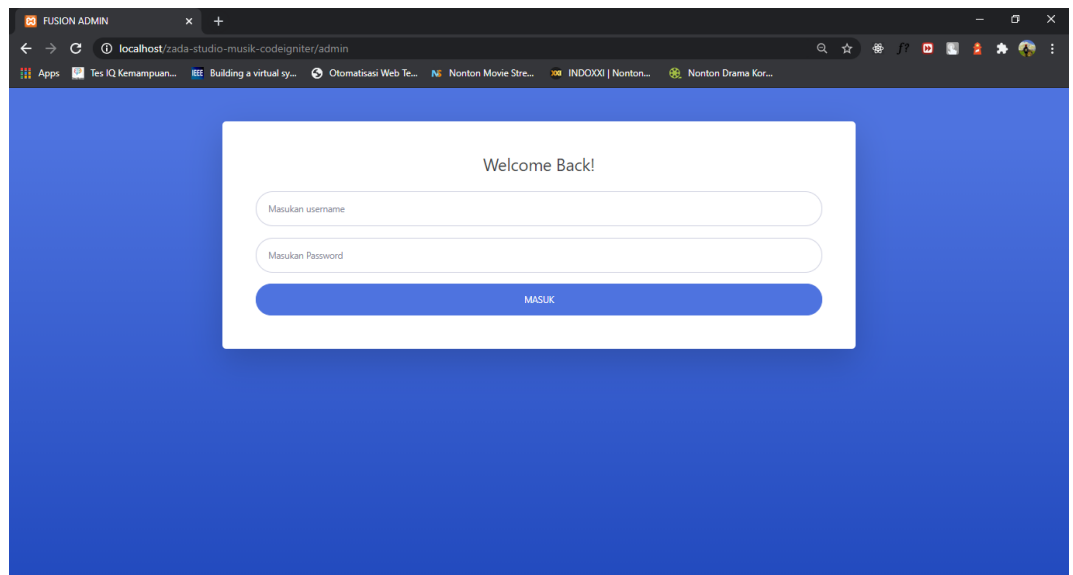 FUSION ADMIN
localhost/zada-studio-musik-codeigniter/admin
Apps Tes IQ Kemampuan... Building a virtual sy... Otomatisasi Web Te... Nonton Movie Stre... INDOXXI | Nonton... Nonton Drama Kor...
Welcome Back!
Masukan username
Masukan Password
MASUK